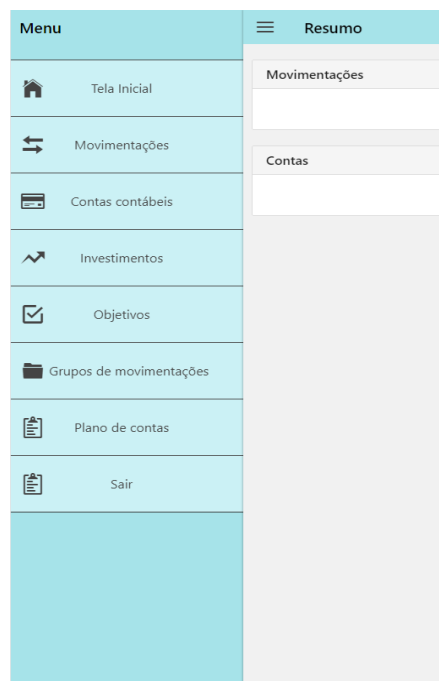 Menu
Tela Inicial
Movimentações
Contas contábeis
Investimentos
Objetivos
Grupos de movimentações
Plano de contas
Sair
Resumo
Movimentações
Contas